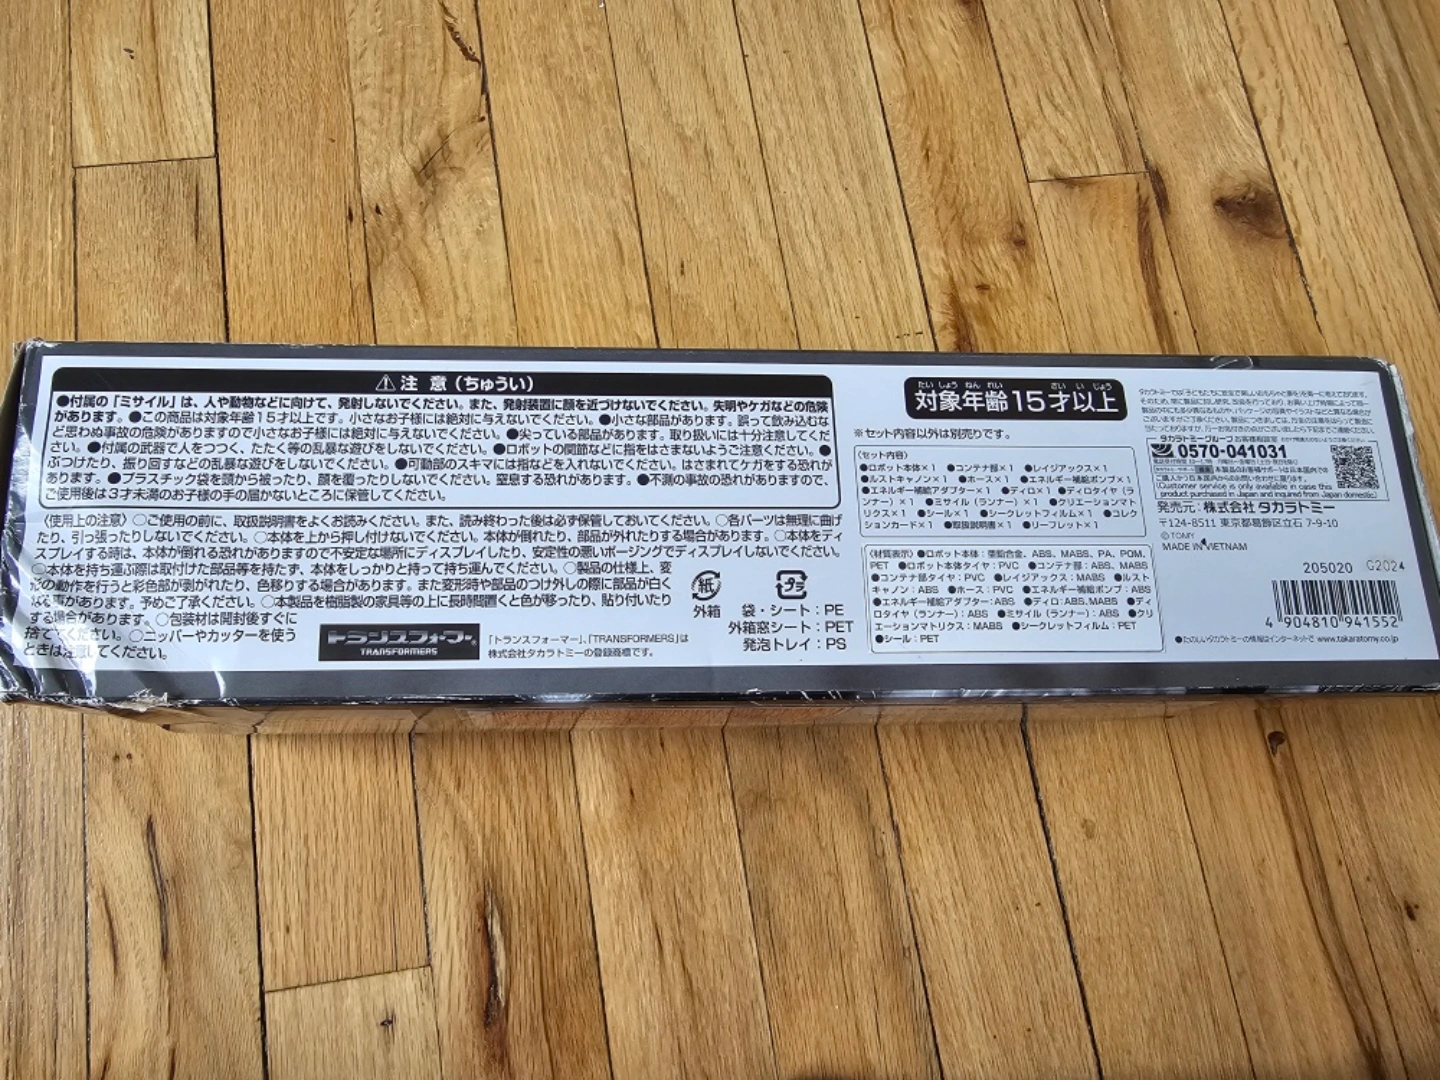 ⚠注 意(ちゅうい)
●付属の「ミサイル」は、人や動物などに向けて、発射しないでください。また、発射装置に顔を近づけないでください。失明やケガなどの危険
があります。●この商品は対象年齢15才以上です。小さなお子様には絶対に与えないでください。●小さな部品があります。誤って飲み込むな
ど思わぬ事故の危険がありますので小さなお子様には絶対に与えないでください。●尖っている部品があります。取り扱いには十分注意してくだ
さい。●付属の武器で人をつつく、たたく等の乱暴な遊びをしないでください。●ロボットの関節などに指をはさまないようご注意ください。●
ぶつけたり、振り回すなどの乱暴な遊びをしないでください。●可動部のスキマには指などを入れないでください。はさまれてケガをする恐れが
あります。●プラスチック袋を頭から被ったり、顔を覆ったりしないでください。窒息する恐れがあります。●不測の事故の恐れがありますので、
ご使用後は3才未満のお子様の手の届かないところに保管してください。
〈使用上の注意〉○ご使用の前に、取扱説明書をよくお読みください。また、読み終わった後は必ず保管しておいてください。○各パーツは無理に曲げ
たり、引っ張ったりしないでください。○本体を上から押し付けないでください。本体が倒れたり、部品が外れたりする場合があります。○本体をディ
スプレイする時は、本体が倒れる恐れがありますので不安定な場所にディスプレイしたり、安定性の悪いポージングでディスプレイしないでください。
○本体を持ち運ぶ際は取付けた部品等を持たず、本体をしっかりと持って持ち運んでください。○製品の仕様上、変
形の動作を行うと彩色部が剥がれたり、色移りする場合があります。また変形時や部品のつけ外しの際に部品が白く
なる事があります。予めご了承ください。○本製品を樹脂製の家具等の上に長時間置くと色が移ったり、貼り付いたり
する場合があります。○包装材は開封後すぐに
捨ててください。○ニッパーやカッターを使う
ときは注意してください。
トランスフォーマー
TRANSFORMERS
「トランスフォーマー」、「TRANSFORMERS」は
株式会社タカラトミーの登録商標です。
紙
外箱
プラ
袋・シート:PE
外箱窓シート:PET
発泡トレイ:PS
たい しょう ねん れい さい い じょう
対象年齢15才以上
※セット内容以外は別売りです。
〈セット内容〉
●ロボット本体×1 ●コンテナ部×1 ●レイジアックス×1
●ルストキャノン×1 ●ホース×1 ●エネルギー補給ポンプ×1
●エネルギー補給アダプター×1 ●ディロ×1 ●ディロタイヤ(ラ
ンナー)×1 ●ミサイル(ランナー)×1 ●クリエーションマト
リクス×1 ●シール×1 ●シークレットフィルム×1 ●コレク
ションカード×1 ●取扱説明書×1 ●リーフレット×1
〈材質表示〉●ロボット本体:亜鉛合金、ABS、MABS、PA、POM、
PET ●ロボット本体タイヤ:PVC ●コンテナ部:ABS、MABS
●コンテナ部タイヤ:PVC ●レイジアックス:MABS ●ルスト
キャノン:ABS ●ホース:PVC ●エネルギー補給ポンプ:ABS
●エネルギー補給アダプター:ABS ●ディロ:ABS、MABS ●ディ
ロタイヤ(ランナー):ABS ●ミサイル(ランナー):ABS ●クリ
エーションマトリクス:MABS ●シークレットフィルム:PET
●シール:PET
タカラトミーグループ お客様相談室
0570-041031
(Customer service is only available in case this
product purchased in Japan and inquired from Japan domestic.)
発売元:株式会社 タカラトミー
〒124-8511 東京都葛飾区立石 7-9-10
©TOMY
MADE IN VIETNAM
205020 G2024
4 904810 941552
●たのしいタカラトミーの情報はインターネットで www.takaratomy.co.jp